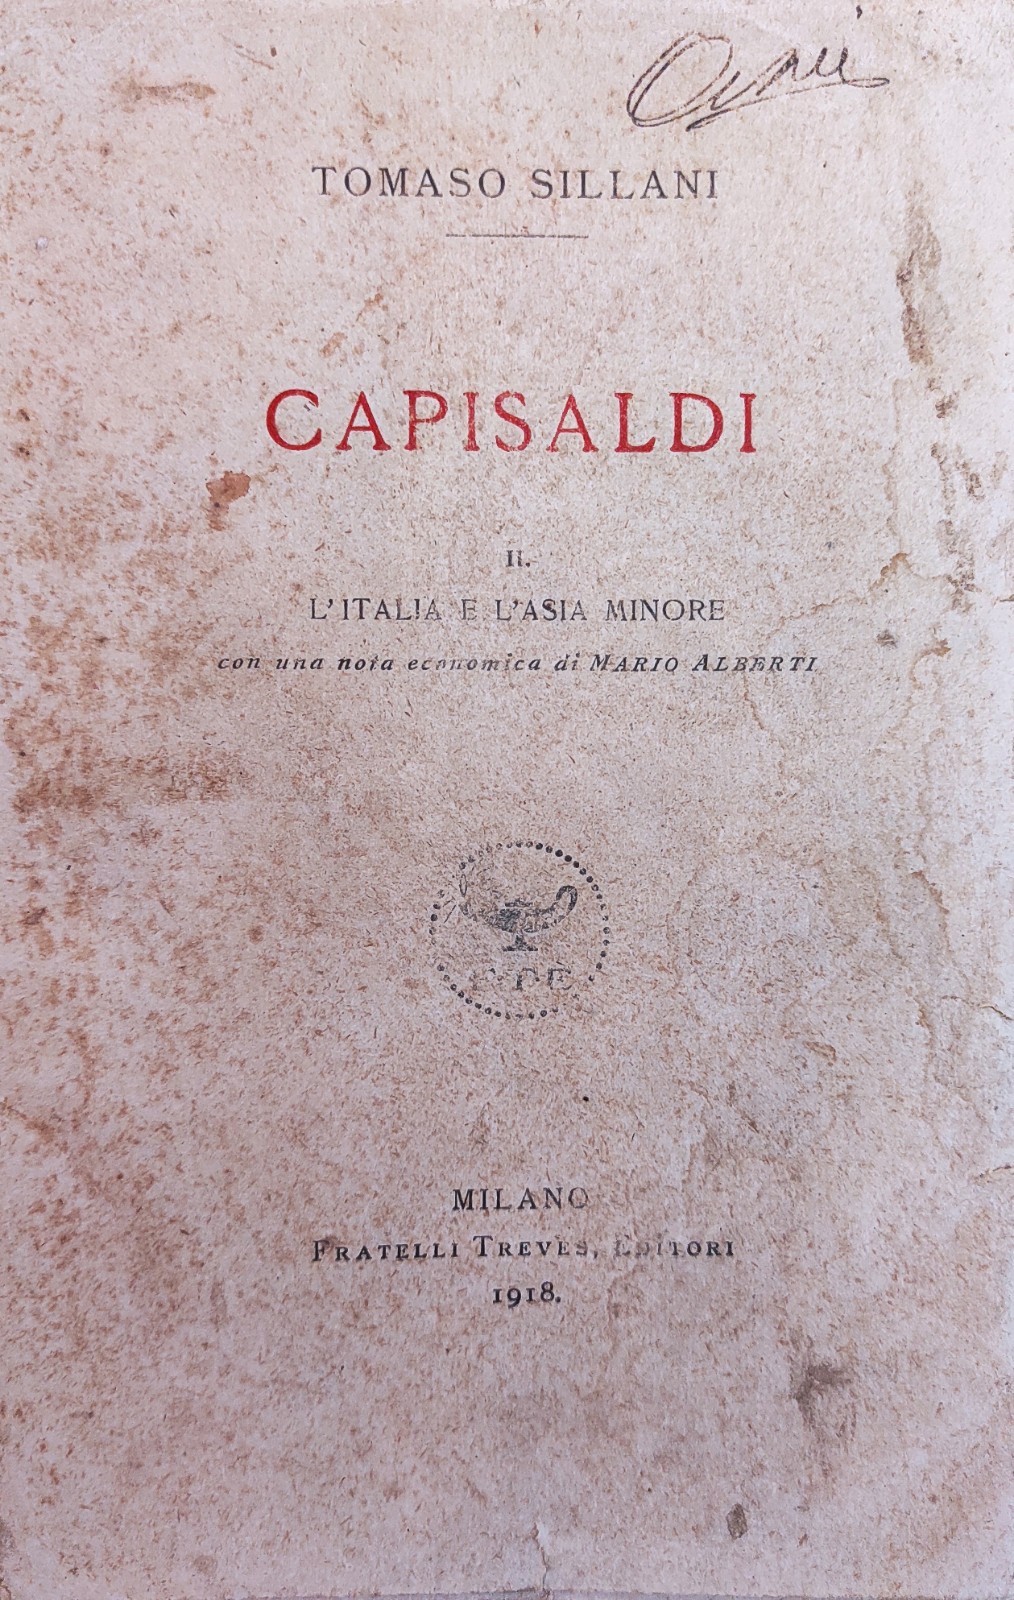 TOMASO SILLANI
CAPISALDI
II.
L'ITALIA E L'ASIA MINORE
con una nota economica di MARIO ALBERTI
MILANO
FRATELLI TREVES, EDITORI
1918.